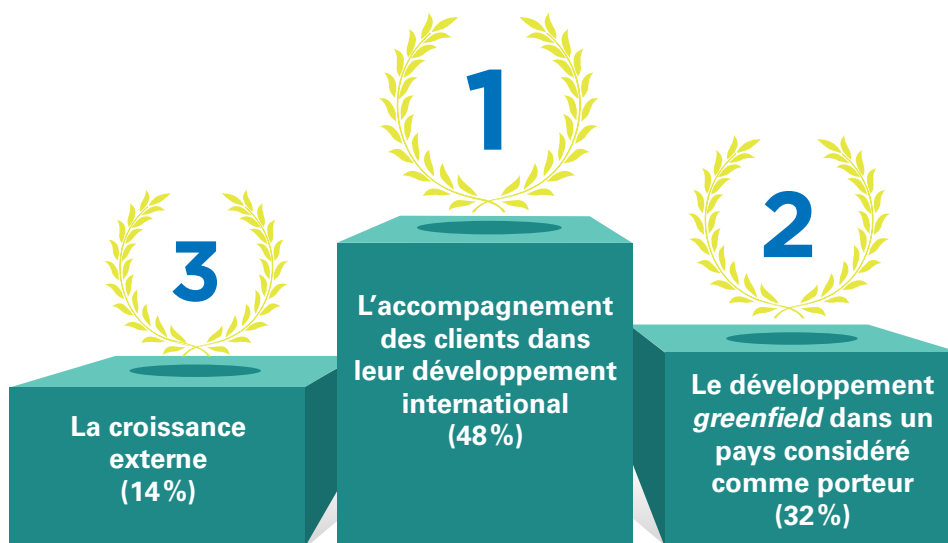 1
L’accompagnement
des clients dans
leur développement
international
(48 %)
2
Le développement
greenfield dans un
pays considéré
comme porteur
(32 %)
3
La croissance
externe
(14 %)